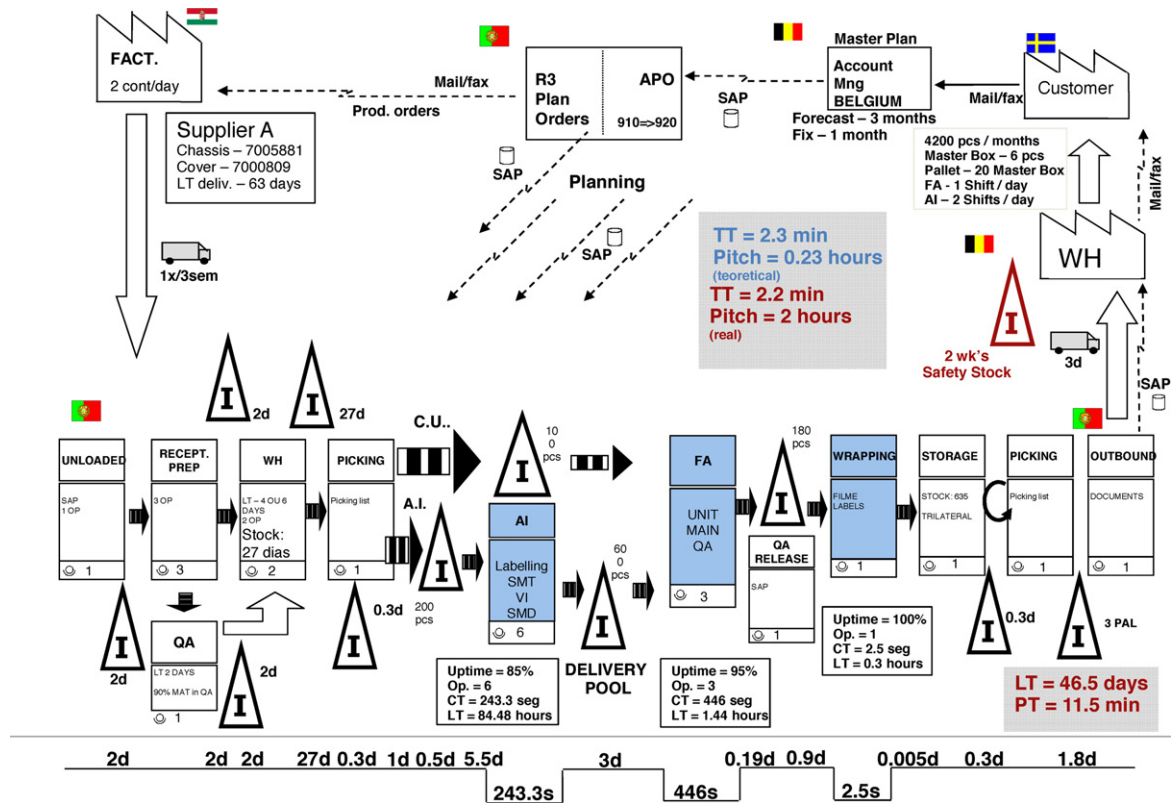 FACT.
2 cont/day
Mail/fax
Prod. orders
R3
Plan
Orders
APO
910=>920
SAP
Master Plan
Account
Mng
BELGIUM
Forecast – 3 months
Fix – 1 month
Mail/fax
Customer
Supplier A
Chassis – 7005881
Cover – 7000809
LT deliv. – 63 days
SAP
Planning
SAP
4200 pcs / months
Master Box – 6 pcs
Pallet – 20 Master Box
FA - 1 Shift / day
AI – 2 Shifts / day
Mail/fax
1x/3sem
TT = 2.3 min
Pitch = 0.23 hours
(teoretical)
TT = 2.2 min
Pitch = 2 hours
(real)
WH
I
2 wk's
Safety Stock
3d
SAP
I
2d
I
27d
C.U..
I
10
0
pcs
180
pcs
I
UNLOADED
SAP
1 OP
1
RECEPT.
PREP
3 OP
3
WH
LT – 4 OU 6
DAYS
2 OP
Stock:
27 dias
2
PICKING
Picking list
1
A.I.
I
200
pcs
AI
Labelling
SMT
VI
SMD
6
60
0
pcs
I
DELIVERY
POOL
FA
UNIT
MAIN
QA
3
QA
RELEASE
SAP
1
WRAPPING
FILME
LABELS
1
STORAGE
STOCK: 635
TRILATERAL
1
PICKING
Picking list
1
OUTBOUND
DOCUMENTS
1
I
2d
QA
LT 2 DAYS
90% MAT in QA
1
I
2d
I
0.3d
I
0.3d
I
3 PAL
Uptime = 85%
Op. = 6
CT = 243.3 seg
LT = 84.48 hours
Uptime = 95%
Op. = 3
CT = 446 seg
LT = 1.44 hours
Uptime = 100%
Op. = 1
CT = 2.5 seg
LT = 0.3 hours
LT = 46.5 days
PT = 11.5 min
2d 2d 2d 27d 0.3d 1d 0.5d 5.5d 3d 0.19d 0.9d 0.005d 0.3d 1.8d
243.3s 446s 2.5s